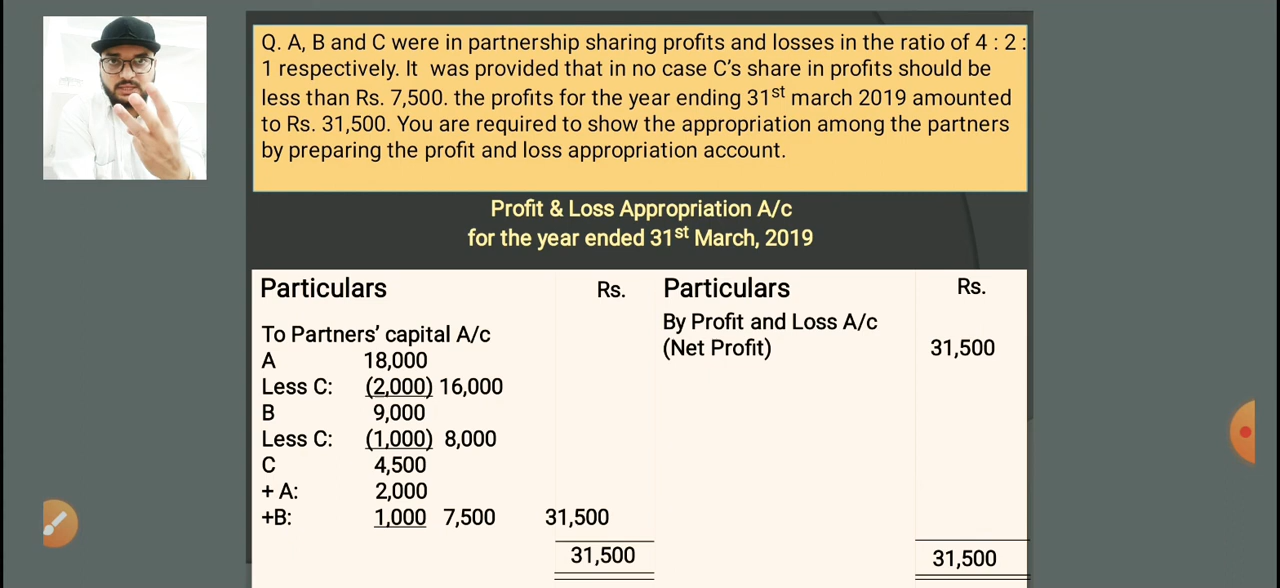 Q. A, B and C were in partnership sharing profits and losses in the ratio of 4 : 2 :
1 respectively. It was provided that in no case C's share in profits should be
less than Rs. 7,500. the profits for the year ending 31st march 2019 amounted
to Rs. 31,500. You are required to show the appropriation among the partners
by preparing the profit and loss appropriation account.
Profit & Loss Appropriation A/c
for the year ended 31st March, 2019
Particulars Rs. Particulars Rs.
By Profit and Loss A/c
To Partners' capital A/c
(Net Profit) 31,500
A 18,000
Less C: (2,000) 16,000
B 9,000
Less C: (1,000) 8,000
C 4,500
+ A: 2,000
+B: 1,000 7,500 31,500
31,500 31,500